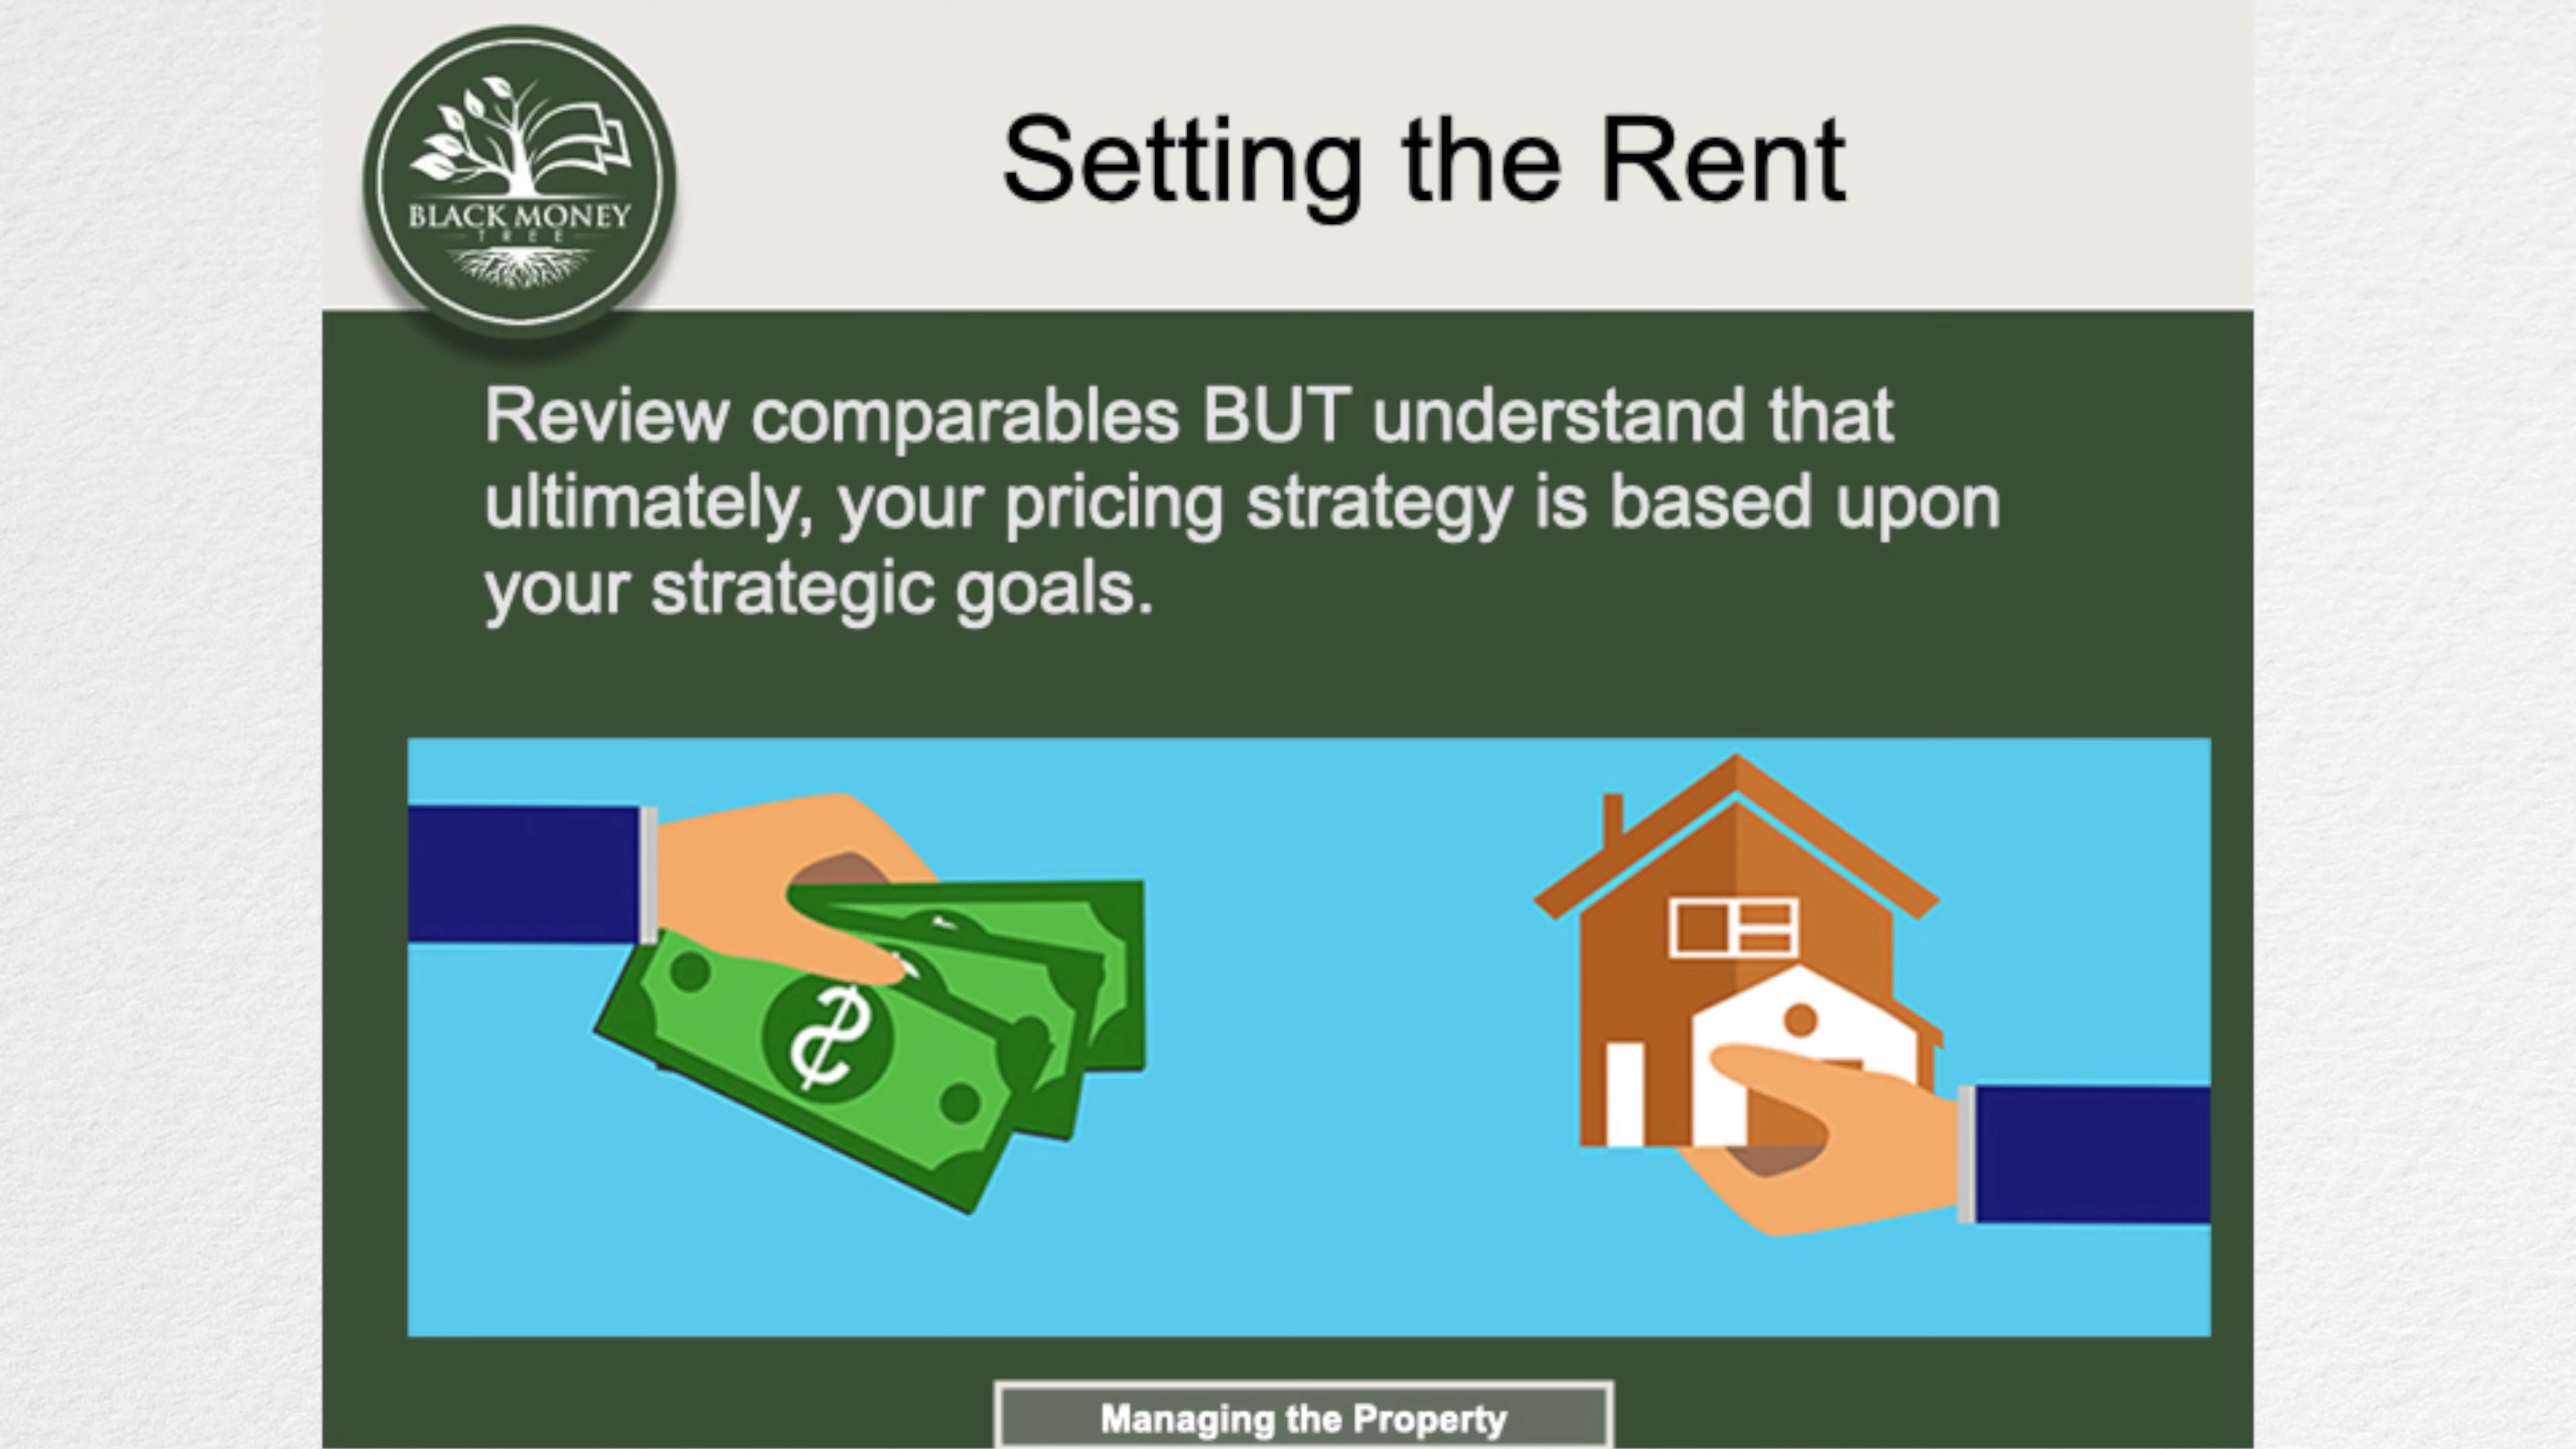 BLACK MONEY
TREE
Setting the Rent
Review comparables BUT understand that
ultimately, your pricing strategy is based upon
your strategic goals.
$
Managing the Property